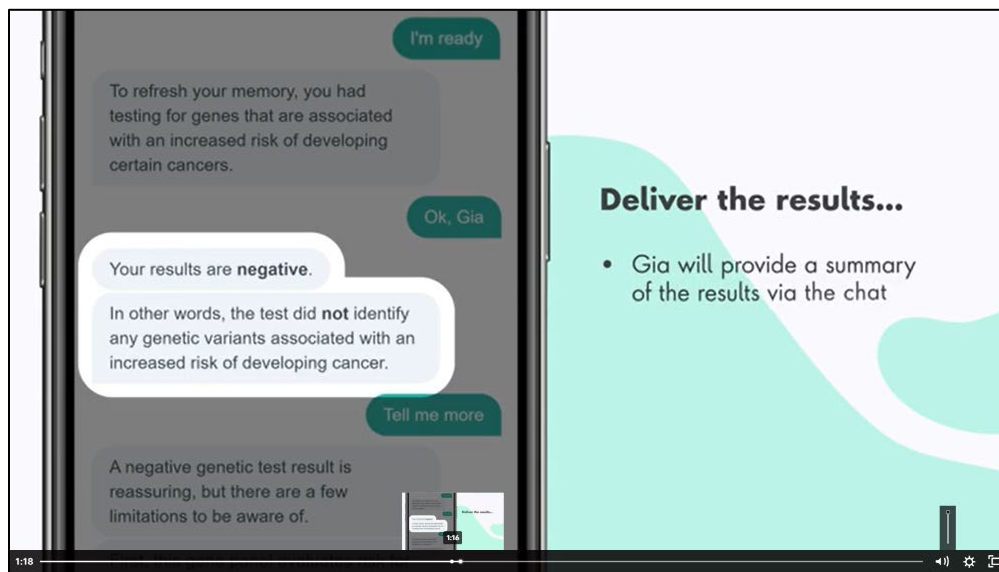 I'm ready
To refresh your memory, you had
testing for genes that are associated
with an increased risk of developing
certain cancers.
Ok, Gia
Your results are negative.
In other words, the test did not identify
any genetic variants associated with an
increased risk of developing cancer.
Tell me more
A negative genetic test result is
reassuring, but there are a few
limitations to be aware of.
Deliver the results...
• Gia will provide a summary
of the results via the chat
Deliver the results...
1:16
1:18